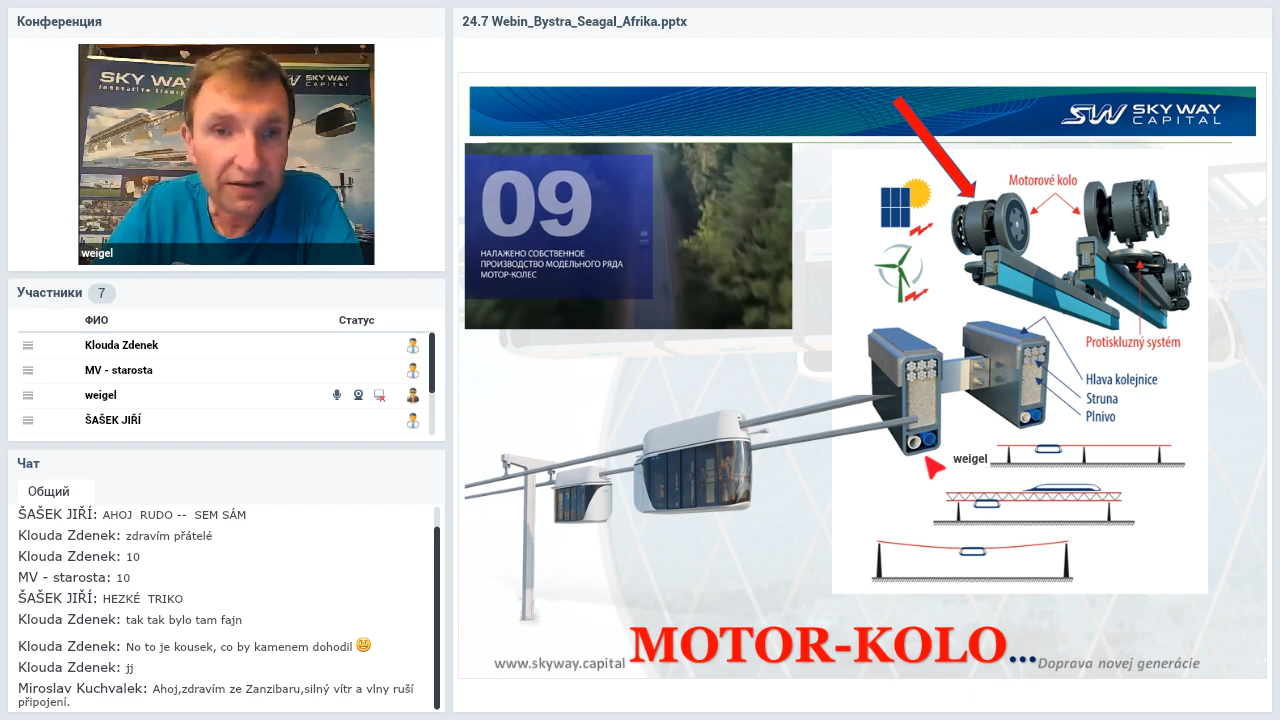 Конференция
SKY WAY
SKY WAY
CAPITAL
weigel
Участники 7
ФИО Статус
Klouda Zdenek
MV - starosta
weigel
ŠAŠEK JIŘÍ
Чат
Общий
ŠAŠEK JIŘÍ: AHOJ RUDO -- SEM SÁM
Klouda Zdenek: zdravím přátelé
Klouda Zdenek: 10
MV - starosta: 10
ŠAŠEK JIŘÍ: HEZKÉ TRIKO
Klouda Zdenek: tak tak bylo tam fajn
Klouda Zdenek: No to je kousek, co by kamenem dohodil
Klouda Zdenek: jj
Miroslav Kuchvalek: Ahoj,zdravím ze Zanzibaru,silný vítr a vlny ruší
připojení.
24.7 Webin_Bystra_Seagal_Afrika.pptx
SW SKY WAY
CAPITAL
09
НАЛАЖЕНО СОБСТВЕННОЕ
ПРОИЗВОДСТВО МОДЕЛЬНОГО РЯДА
МОТОР-КОЛЕС
Motorové kolo
Protiskluzný systém
Hlava kolejnice
Struna
Plnivo
weigel
www.skyway.capital
MOTOR-KOLO...
Doprava novej generácie